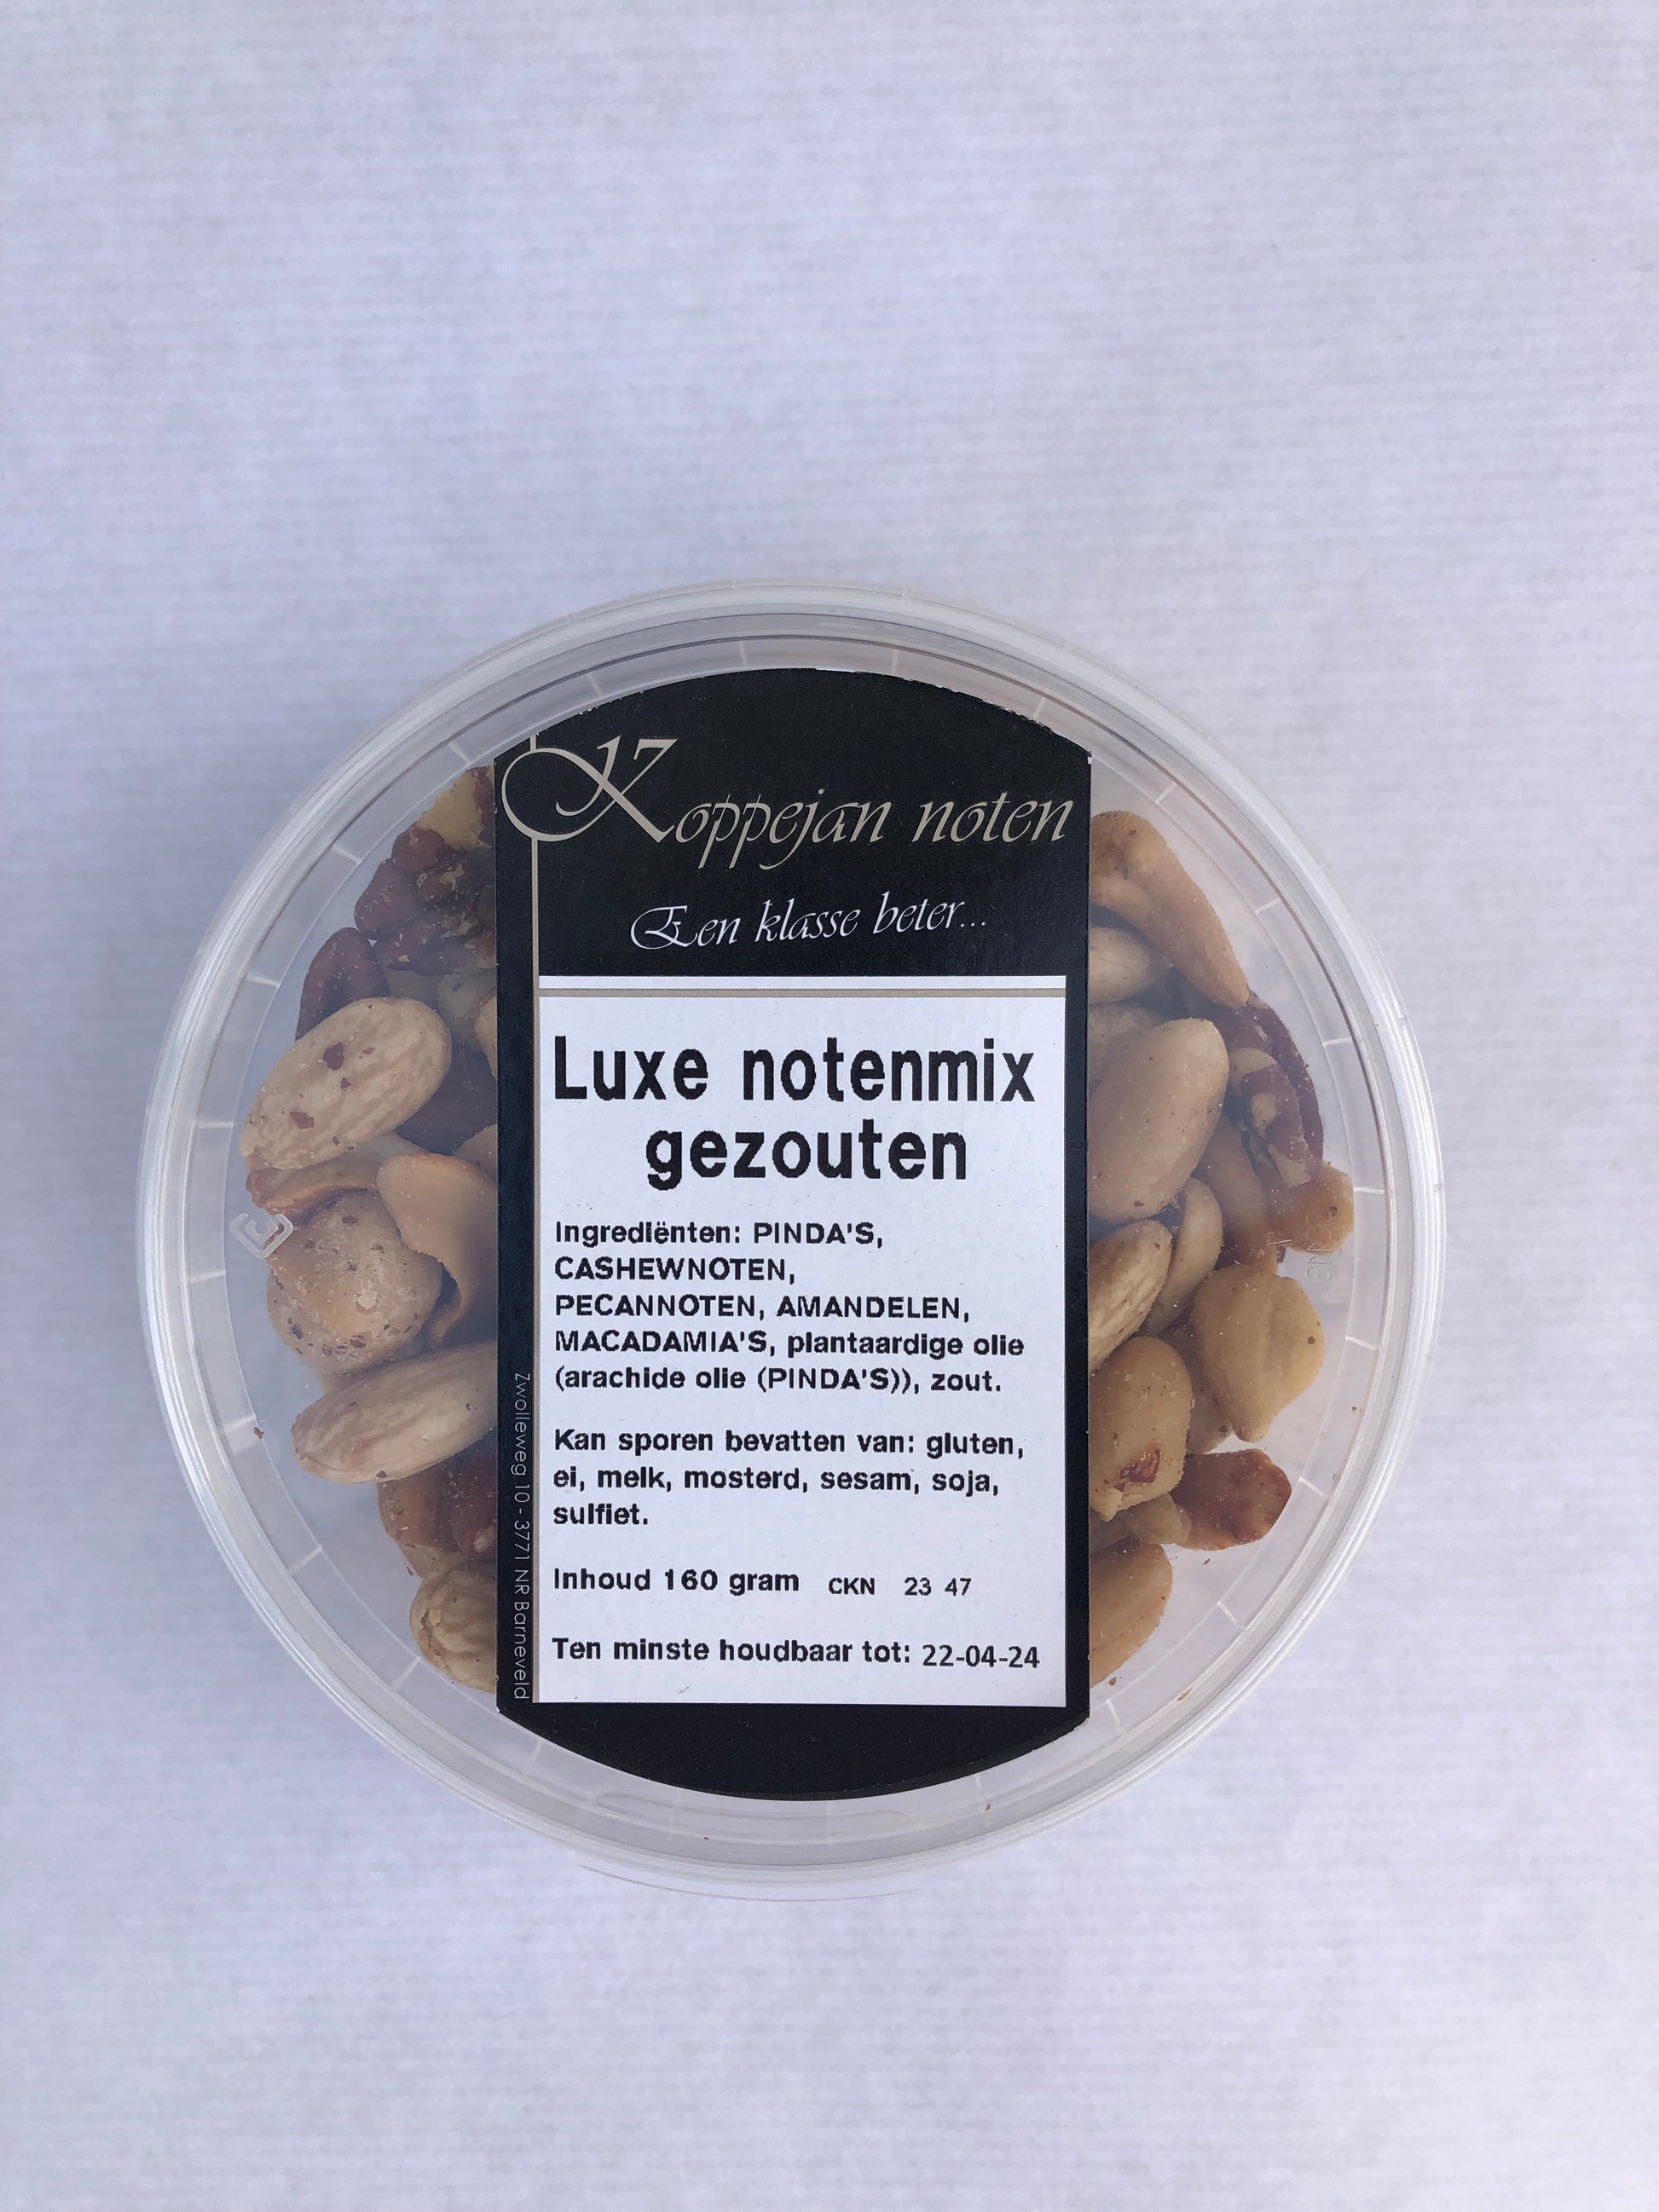 Koppejan noten
Een klasse beter...
Luxe notenmix
gezouten
Ingrediënten: PINDA'S,
CASHEWNOTEN,
PECANNOTEN, AMANDELEN,
MACADAMIA'S, plantaardige olie
(arachide olie (PINDA'S)), zout.
Kan sporen bevatten van: gluten,
ei, melk, mosterd, sesam, soja,
sulfiet.
Inhoud 160 gram CKN 23 47
Ten minste houdbaar tot: 22-04-24
Zwolleweg 10 - 3771 NR Barneveld